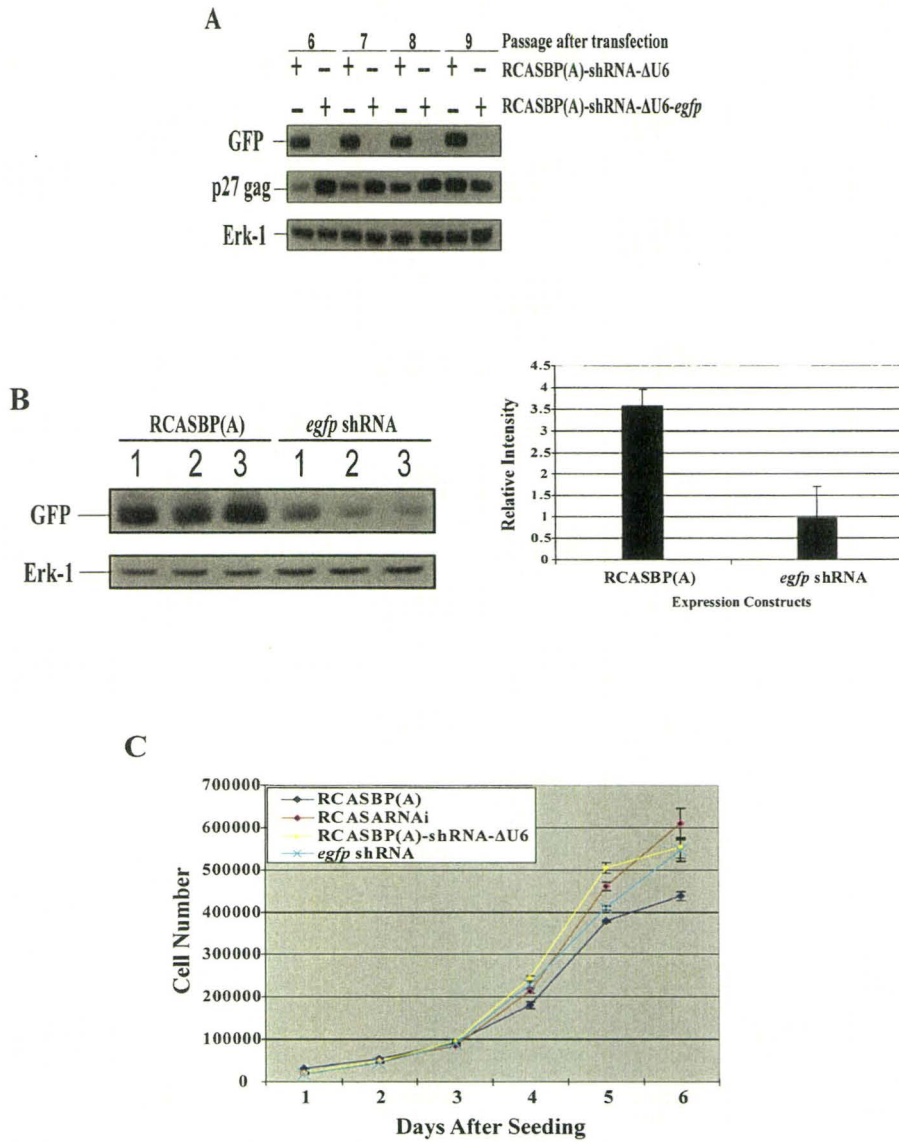 A
6 7 8 9 Passage after transfection
+ – + – + – + – RCASBP(A)-shRNA-ΔU6
– + – + – + – + RCASBP(A)-shRNA-ΔU6-egfp
GFP
p27 gag
Erk-1
B
RCASBP(A) egfp shRNA
1 2 3 1 2 3
GFP
Erk-1
4.5
4
3.5
3
2.5
2
1.5
1
0.5
0
Relative Intensity
RCASBP(A) egfp shRNA
Expression Constructs
C
700000
600000
500000
400000
300000
200000
100000
0
Cell Number
RCASBP(A)
RCASARNAi
RCASBP(A)-shRNA-ΔU6
egfp shRNA
1 2 3 4 5 6
Days After Seeding